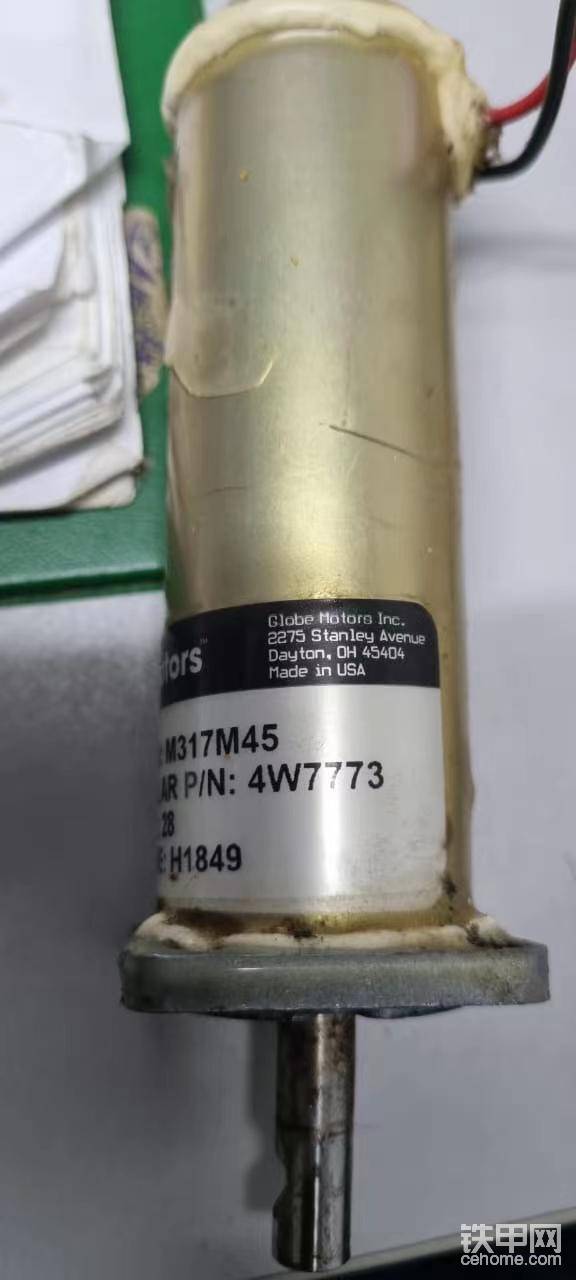 Globe Motors Inc.
2275 Stanley Avenue
Dayton, OH 45404
Made in USA
tors™
: M317M45
AR P/N: 4W7773
28
E: H1849
铁甲网
cehome.com